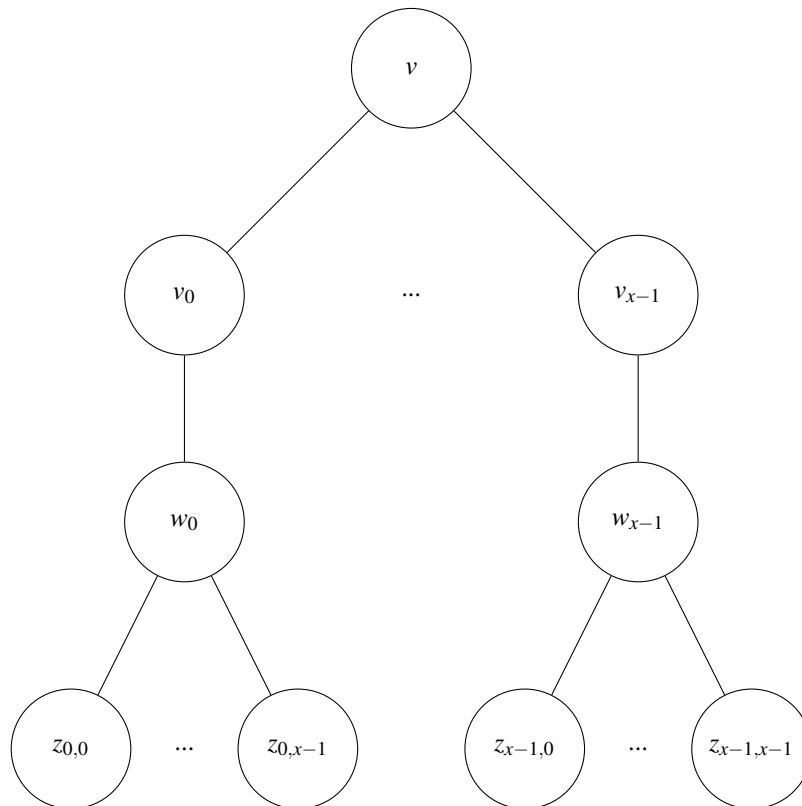 v
v₀ ... vₓ₋₁
w₀ wₓ₋₁
z₀,₀ ... z₀,ₓ₋₁ zₓ₋₁,₀ ... zₓ₋₁,ₓ₋₁